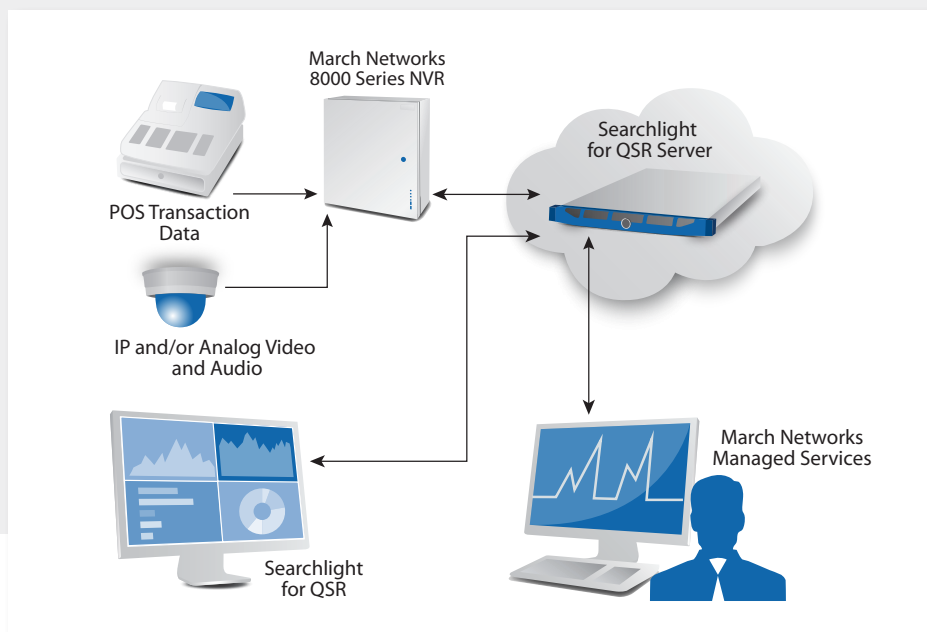 March Networks
8000 Series NVR
Searchlight
for QSR Server
POS Transaction
Data
IP and/or Analog Video
and Audio
March Networks
Managed Services
Searchlight
for QSR